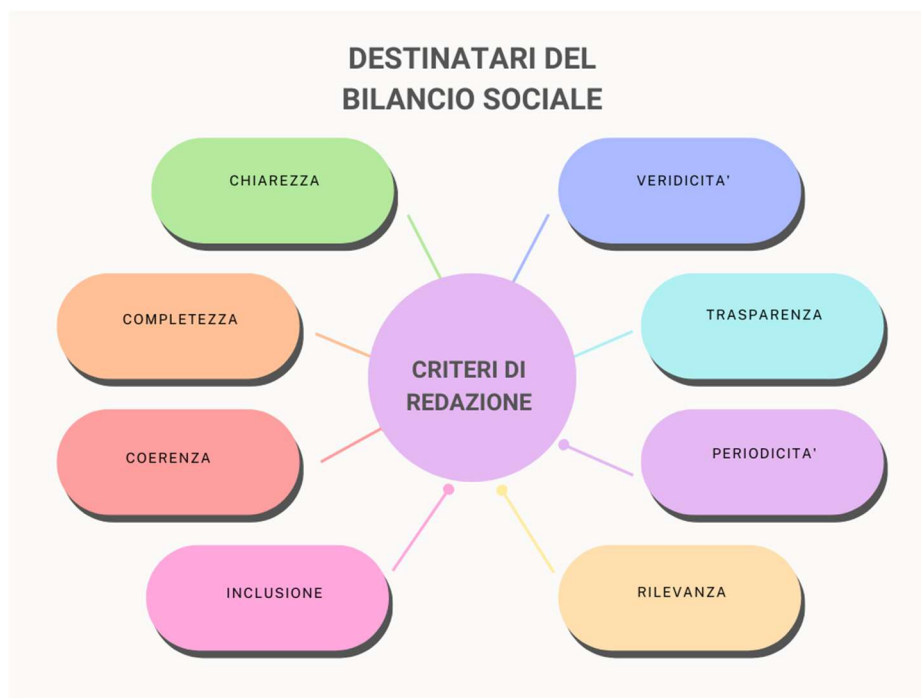 DESTINATARI DEL
BILANCIO SOCIALE
CHIAREZZA
VERIDICITA'
COMPLETEZZA
TRASPARENZA
CRITERI DI
REDAZIONE
COERENZA
PERIODICITA'
INCLUSIONE
RILEVANZA